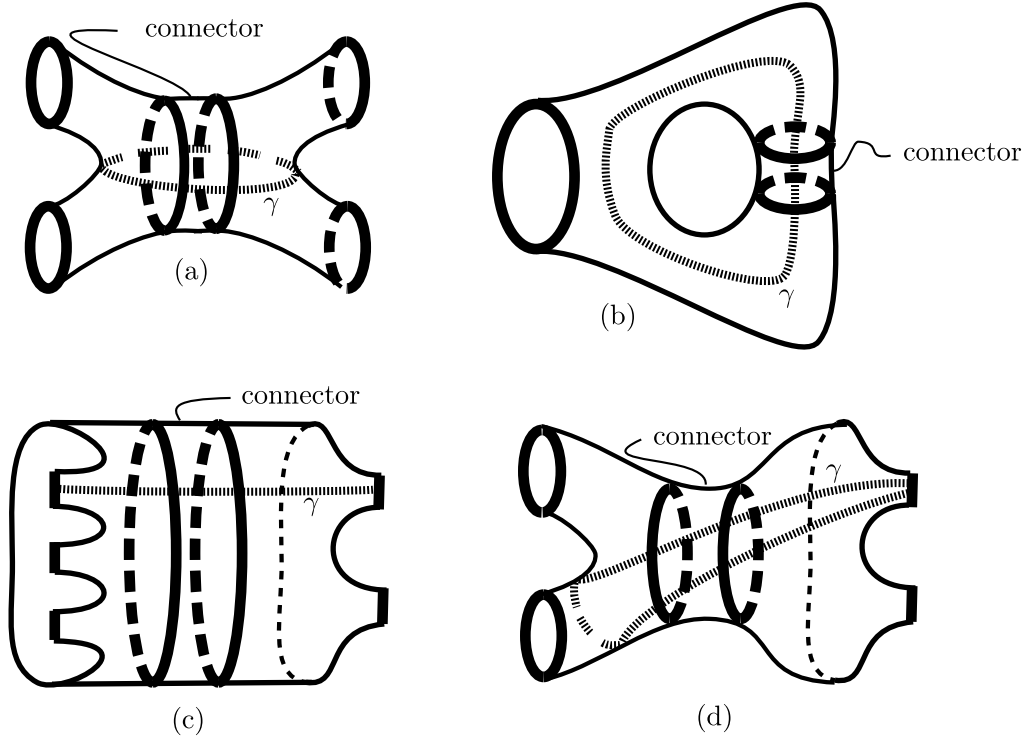 connector
γ
(a)
connector
γ
(b)
connector
γ
(c)
connector
γ
(d)